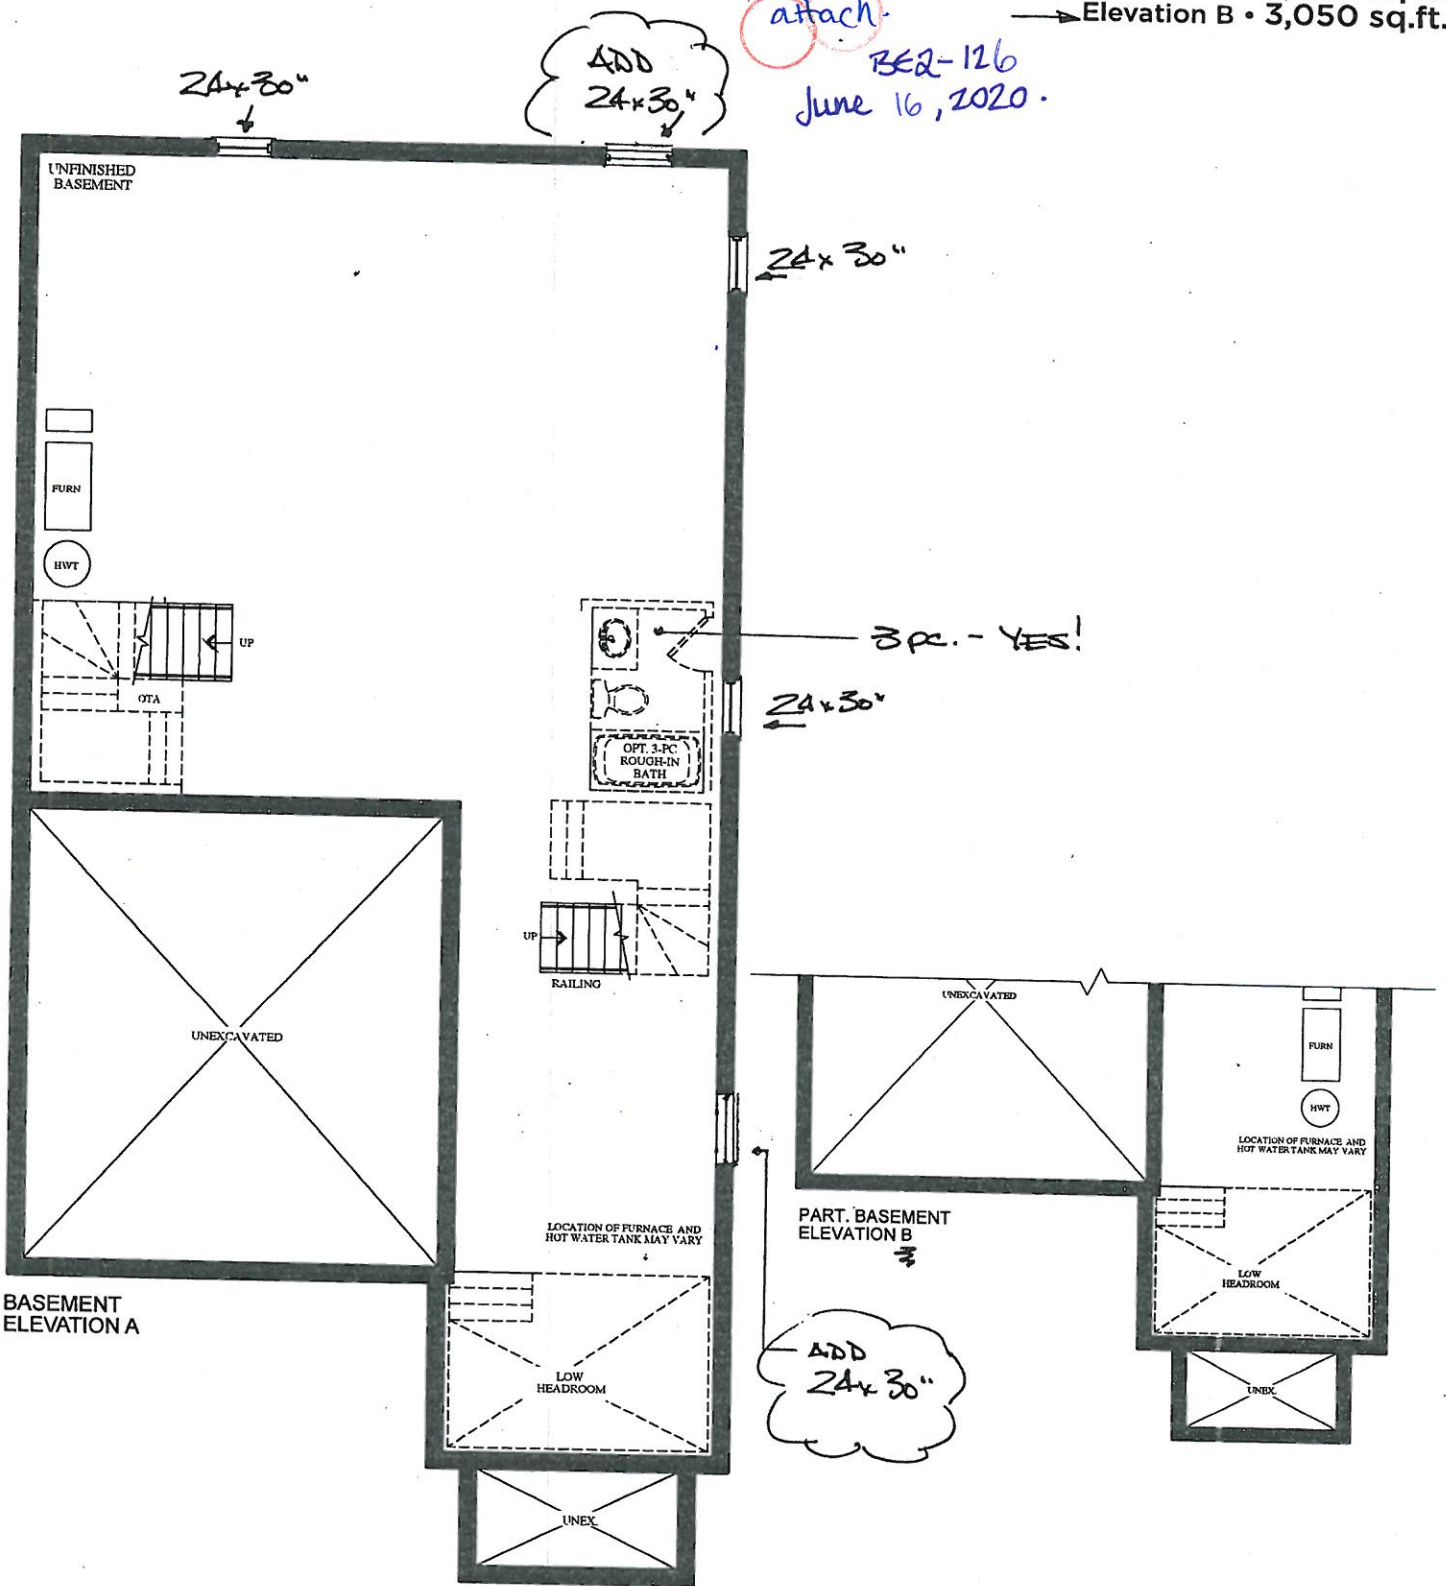 attach.
Elevation B • 3,050 sq.ft.
BE2-126
June 16, 2020.
24x30"
ADD
24x30"
UNFINISHED
BASEMENT
24x30"
FURN
HWT
UP
OTA
3 pc. - YES!
24x30"
OPT. 3-PC
ROUGH-IN
BATH
UP
RAILING
UNEXCAVATED
UNEXCAVATED
FURN
HWT
LOCATION OF FURNACE AND
HOT WATER TANK MAY VARY
LOCATION OF FURNACE AND
HOT WATER TANK MAY VARY
PART. BASEMENT
ELEVATION B
LOW
HEADROOM
BASEMENT
ELEVATION A
ADD
24x30"
LOW
HEADROOM
UNEX.
UNEX.